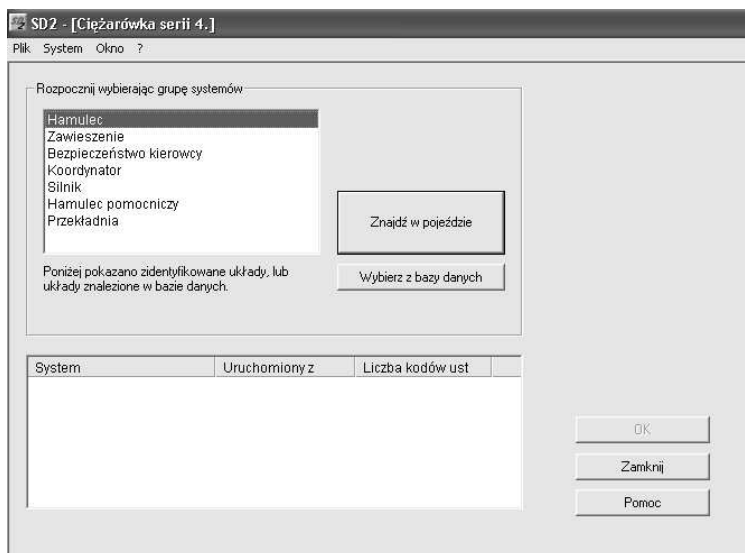 SD2 - [Ciężarówka serii 4.]
Plik System Okno ?
Rozpocznij wybierając grupę systemów
Hamulec
Zawieszenie
Bezpieczeństwo kierowcy
Koordynator
Silnik
Hamulec pomocniczy
Przekładnia
Znajdź w pojeździe
Poniżej pokazano zidentyfikowane układy, lub
układy znalezione w bazie danych.
Wybierz z bazy danych
System Uruchomiony z Liczba kodów ust
OK
Zamknij
Pomoc